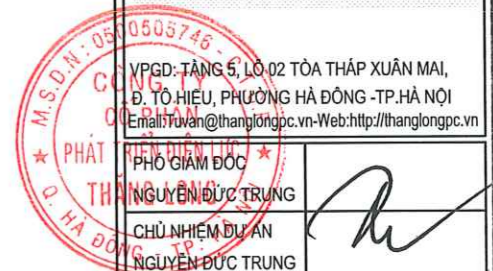 VPGD: TẦNG 5, LÔ 02 TÒA THÁP XUÂN MAI,
Đ. TÔ HIỆU, PHƯỜNG HÀ ĐÔNG -TP.HÀ NỘI
Email:Tuvan@thanglongpc.vn-Web:http://thanglongpc.vn
PHÓ GIÁM ĐỐC
NGUYỄN ĐỨC TRUNG
CHỦ NHIỆM DỰ ÁN
NGUYỄN ĐỨC TRUNG
M.S.D.N: 0500505746 - C
CÔNG TY
CỔ PHẦN
PHÁT TRIỂN ĐIỆN LỰC
THĂNG LONG
Q. HÀ ĐÔNG - TP. HÀ N